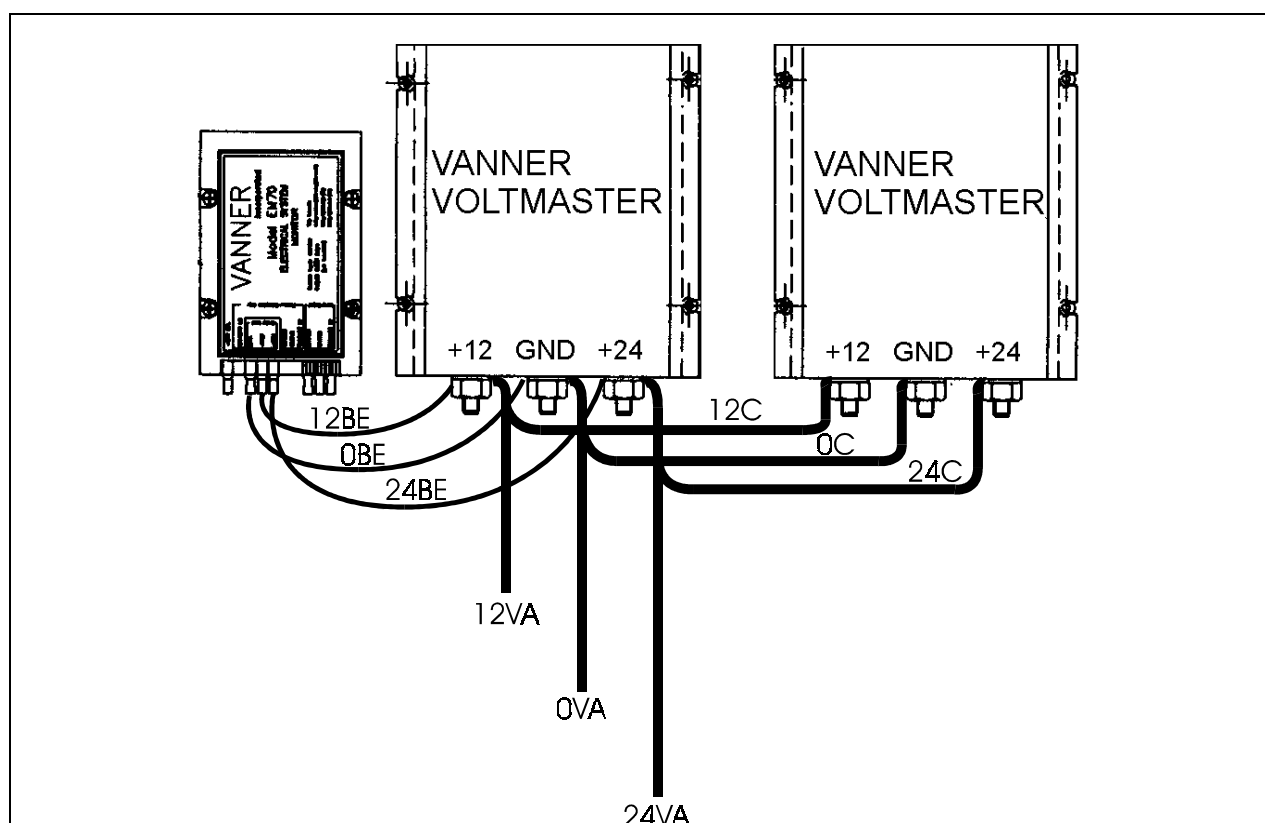 VANNER
Incorporated
Model EM70
ELECTRICAL SYSTEM
MONITOR
VANNER
VOLTMASTER
+12 GND +24
VANNER
VOLTMASTER
+12 GND +24
12BE
0BE
24BE
12C
0C
24C
12VA
0VA
24VA